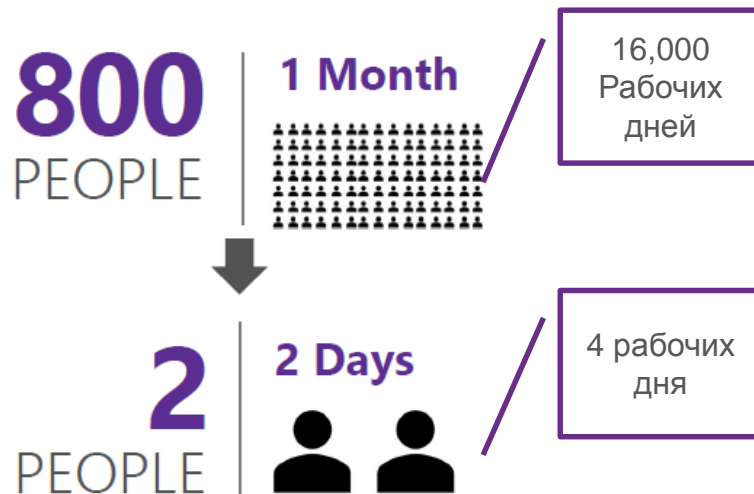 800
PEOPLE
1 Month
16,000
Рабочих
дней
2
PEOPLE
2 Days
4 рабочих
дня